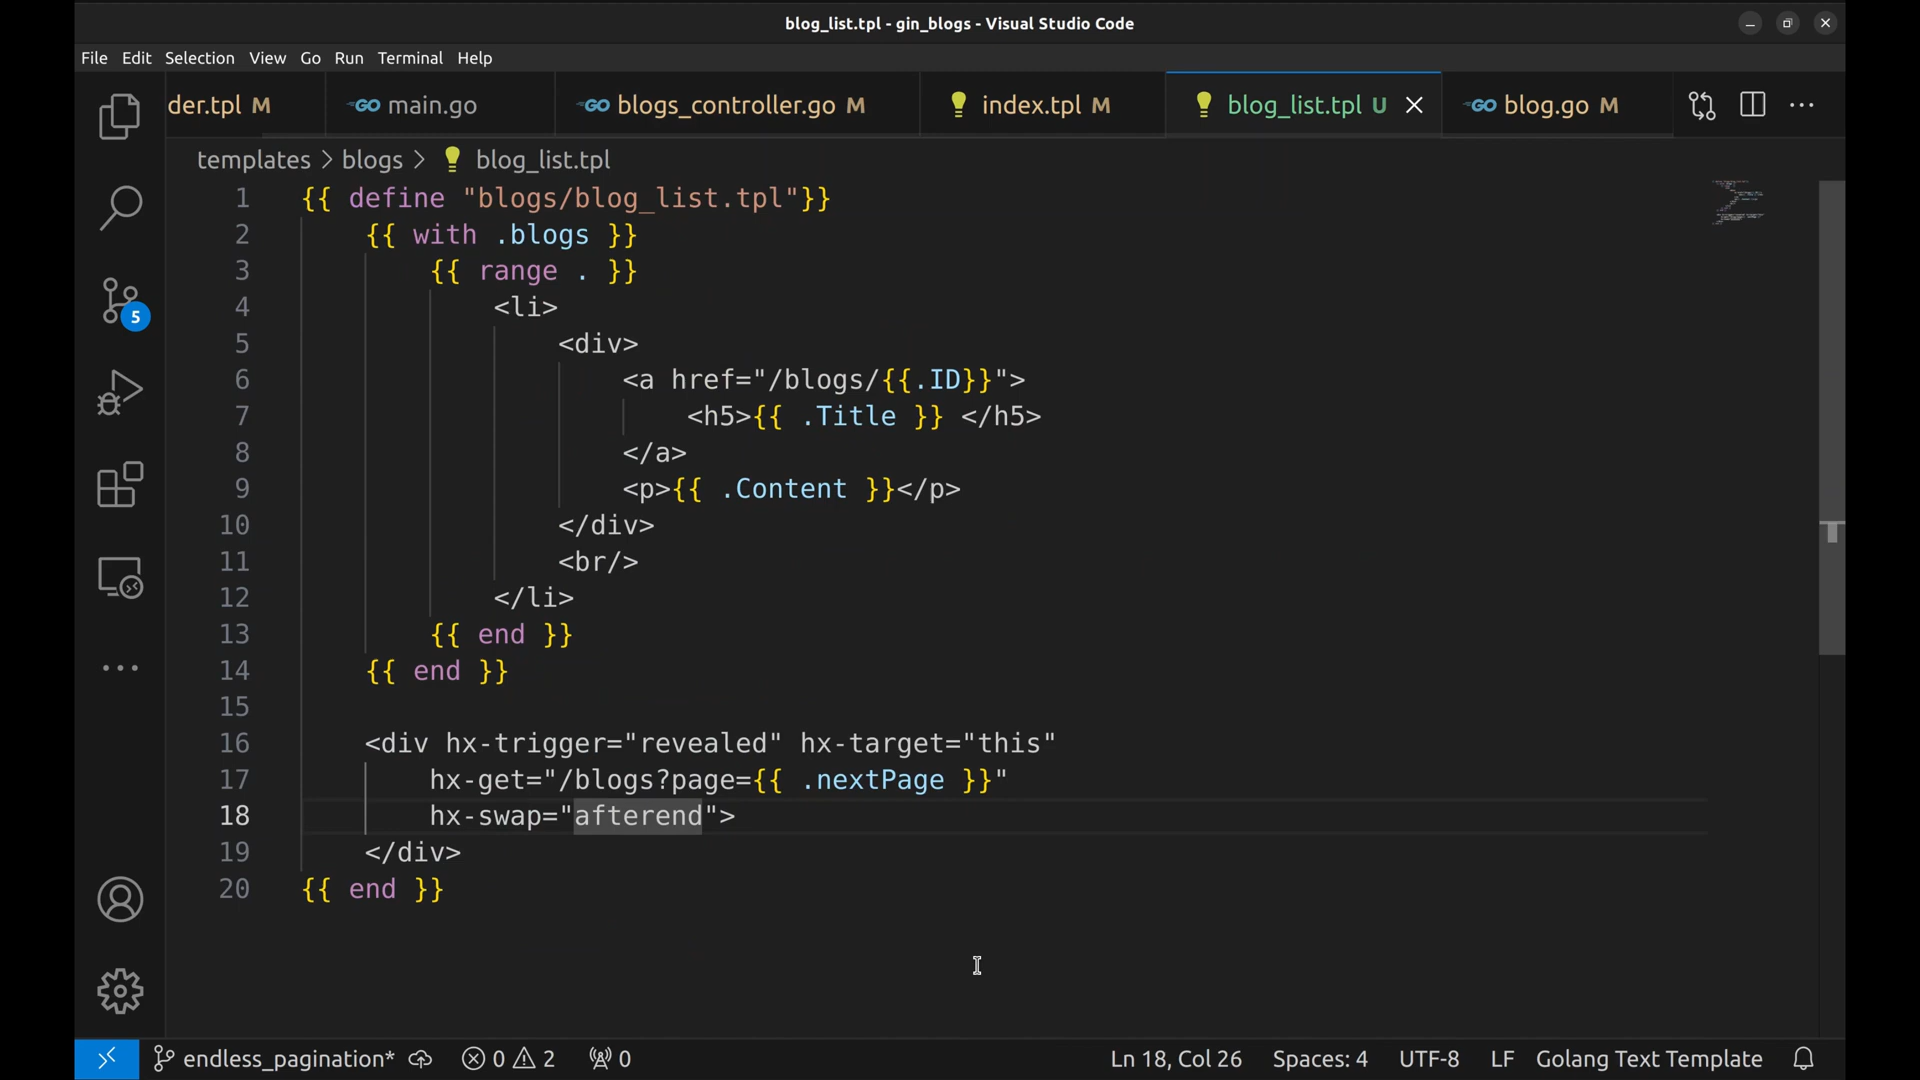 blog_list.tpl - gin_blogs - Visual Studio Code
File Edit Selection View Go Run Terminal Help
der.tpl M GO main.go GO blogs_controller.go M index.tpl M blog_list.tpl U GO blog.go M
templates > blogs > blog_list.tpl
1 {{ define "blogs/blog_list.tpl"}}
2 {{ with .blogs }}
3 {{ range . }}
4 <li>
5 <div>
6 <a href="/blogs/{{.ID}}">
7 <h5>{{ .Title }} </h5>
8 </a>
9 <p>{{ .Content }}</p>
10 </div>
11 <br/>
12 </li>
13 {{ end }}
14 {{ end }}
15
16 <div hx-trigger="revealed" hx-target="this"
17 hx-get="/blogs?page={{ .nextPage }}"
18 hx-swap="afterend">
19 </div>
20 {{ end }}
5
endless_pagination* 0 2 0 Ln 18, Col 26 Spaces: 4 UTF-8 LF Golang Text Template